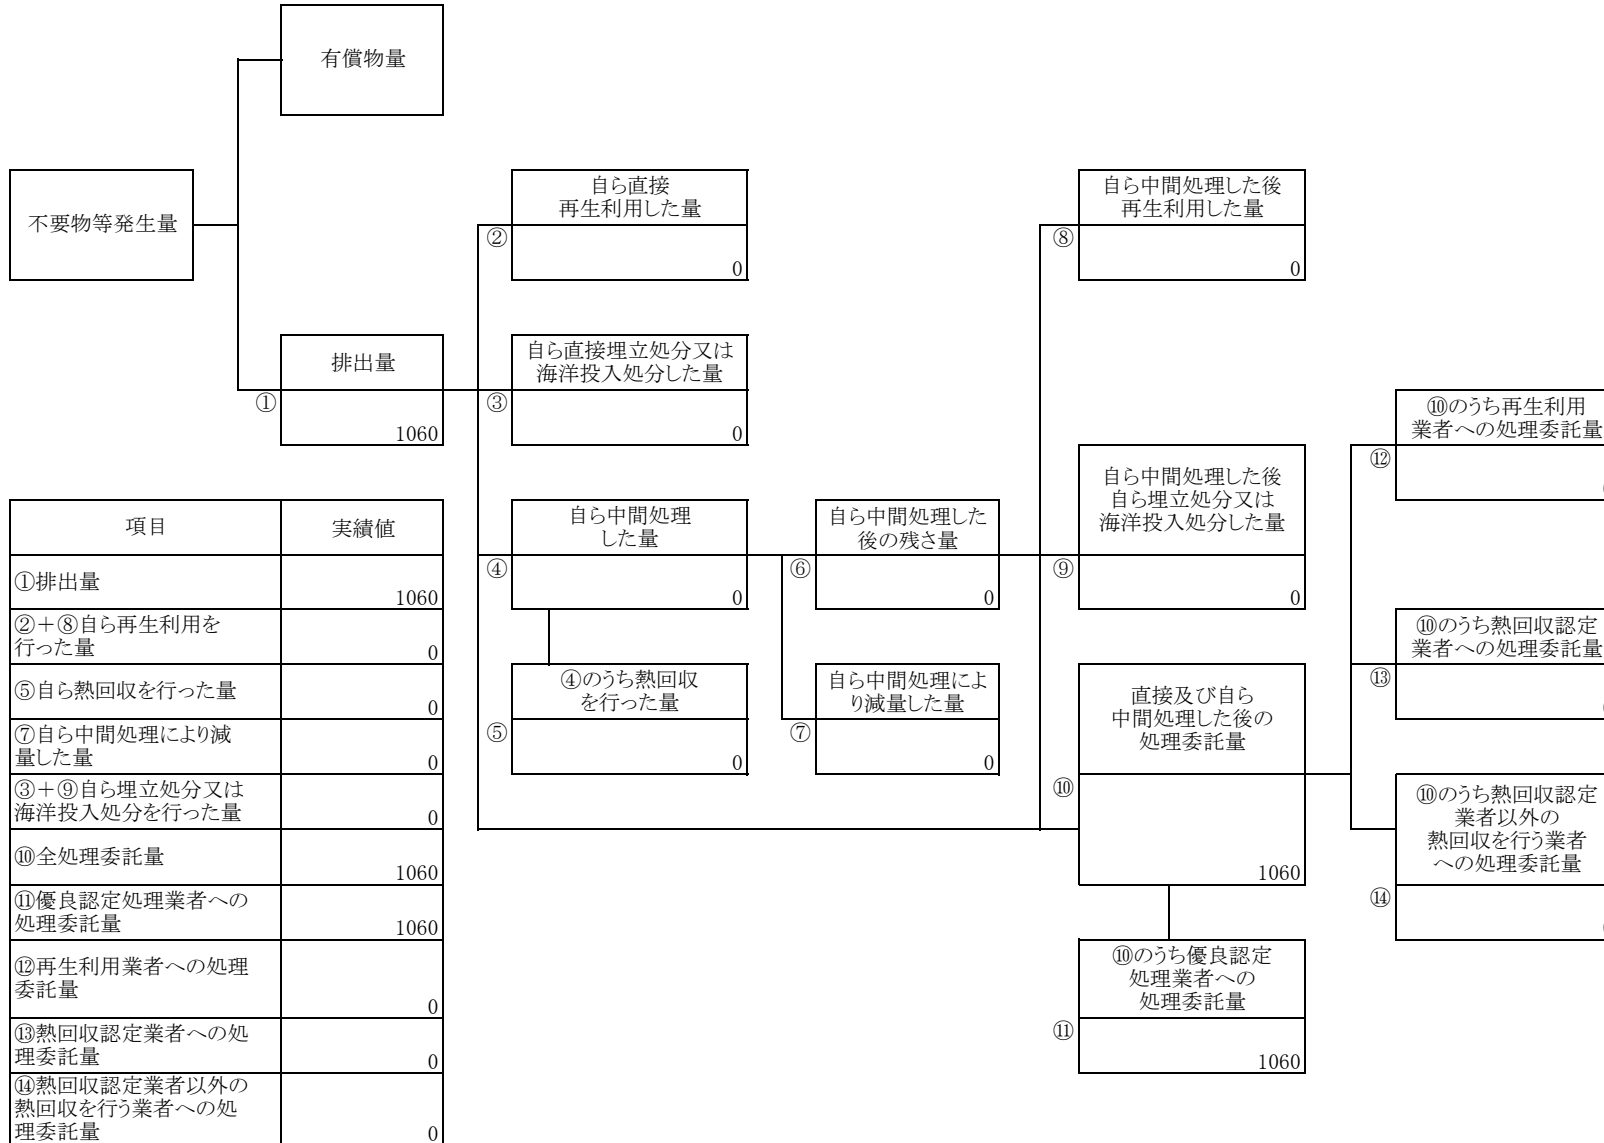 有償物量
不要物等発生量
自ら直接
再生利用した量
②
0
自ら中間処理した後
再生利用した量
⑧
0
排出量
①
1060
自ら直接埋立処分又は
海洋投入処分した量
③
0
⑩のうち再生利用
業者への処理委託量
⑫
自ら中間処理
した量
④
0
自ら中間処理した
後の残さ量
⑥
0
自ら中間処理した後
自ら埋立処分又は
海洋投入処分した量
⑨
0
⑩のうち熱回収認定
業者への処理委託量
⑬
④のうち熱回収
を行った量
⑤
0
自ら中間処理によ
り減量した量
⑦
0
直接及び自ら
中間処理した後の
処理委託量
⑩
1060
⑩のうち熱回収認定
業者以外の
熱回収を行う業者
への処理委託量
⑭
⑩のうち優良認定
処理業者への
処理委託量
⑪
1060
項目 実績値
①排出量 1060
②+⑧自ら再生利用を
行った量 0
⑤自ら熱回収を行った量 0
⑦自ら中間処理により減
量した量 0
③+⑨自ら埋立処分又は
海洋投入処分を行った量 0
⑩全処理委託量 1060
⑪優良認定処理業者への
処理委託量 1060
⑫再生利用業者への処理
委託量 0
⑬熱回収認定業者への処
理委託量 0
⑭熱回収認定業者以外の
熱回収を行う業者への処
理委託量 0